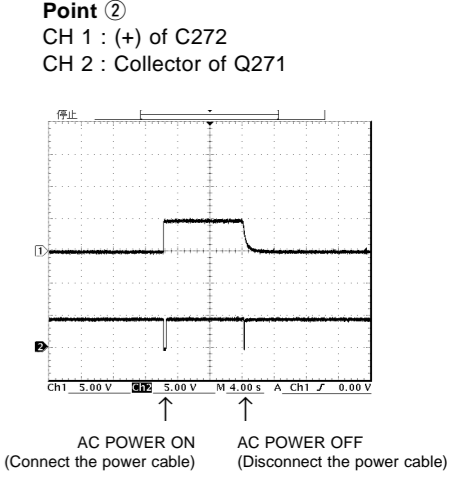 Point ②
CH 1 : (+) of C272
CH 2 : Collector of Q271
停止
1
2
Ch1 5.00 V Ch2 5.00 V M 4.00 s A Ch1 0.00 V
AC POWER ON
(Connect the power cable)
AC POWER OFF
(Disconnect the power cable)